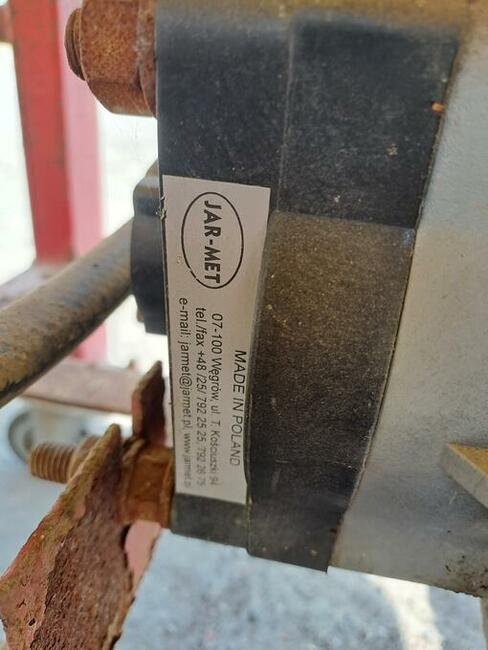 JAR-MET
MADE IN POLAND
07-100 Węgrów, ul. T. Kościuszki 94
tel./fax +48 /25/ 792 25 25, 792 26 75
e-mail: jarmet@jarmet.pl, www.jarmet.pl